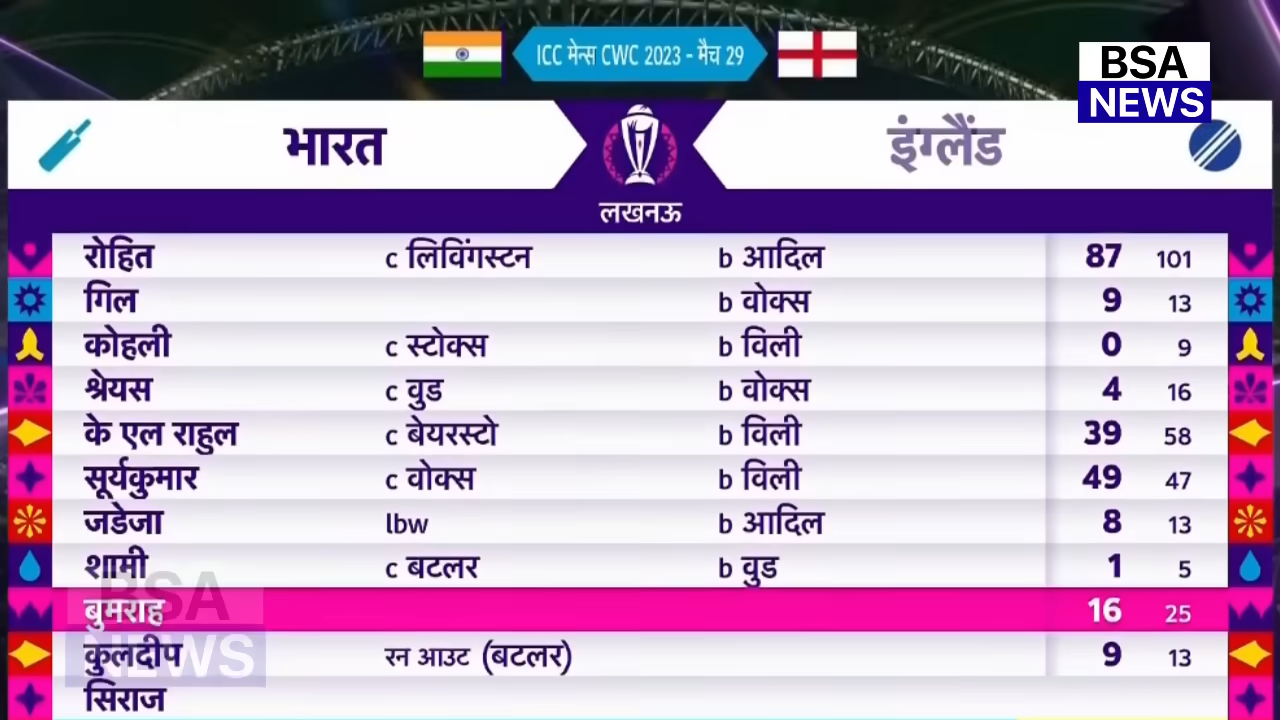 ICC मेन्स CWC 2023 - मैच 29
BSA
NEWS
भारत इंग्लैंड
लखनऊ
रोहित c लिविंगस्टन b आदिल 87 101
गिल b वोक्स 9 13
कोहली c स्टोक्स b विली 0 9
श्रेयस c वुड b वोक्स 4 16
के एल राहुल c बेयरस्टो b विली 39 58
सूर्यकुमार c वोक्स b विली 49 47
जडेजा lbw b आदिल 8 13
शामी c बटलर b वुड 1 5
BSA
बुमराह 16 25
NEWS
कुलदीप रन आउट (बटलर) 9 13
सिराज